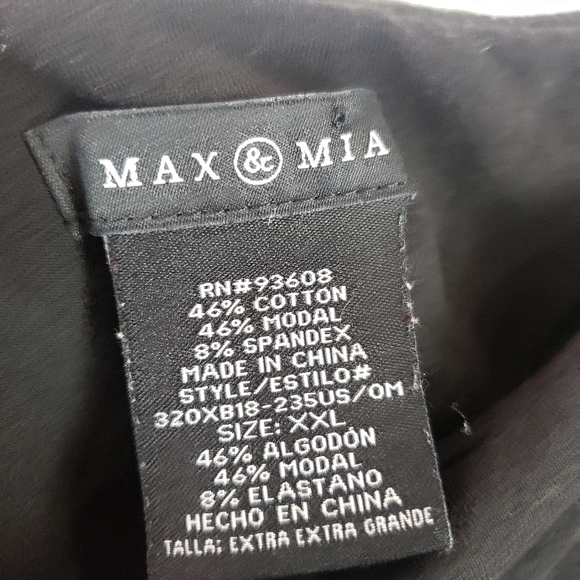 MAX & MIA
RN#93608
46% COTTON
46% MODAL
8% SPANDEX
MADE IN CHINA
STYLE/ESTILO#
320XB18-235US/OM
SIZE: XXL
46% ALGODÓN
46% MODAL
8% ELASTANO
HECHO EN CHINA
TALLA: EXTRA EXTRA GRANDE